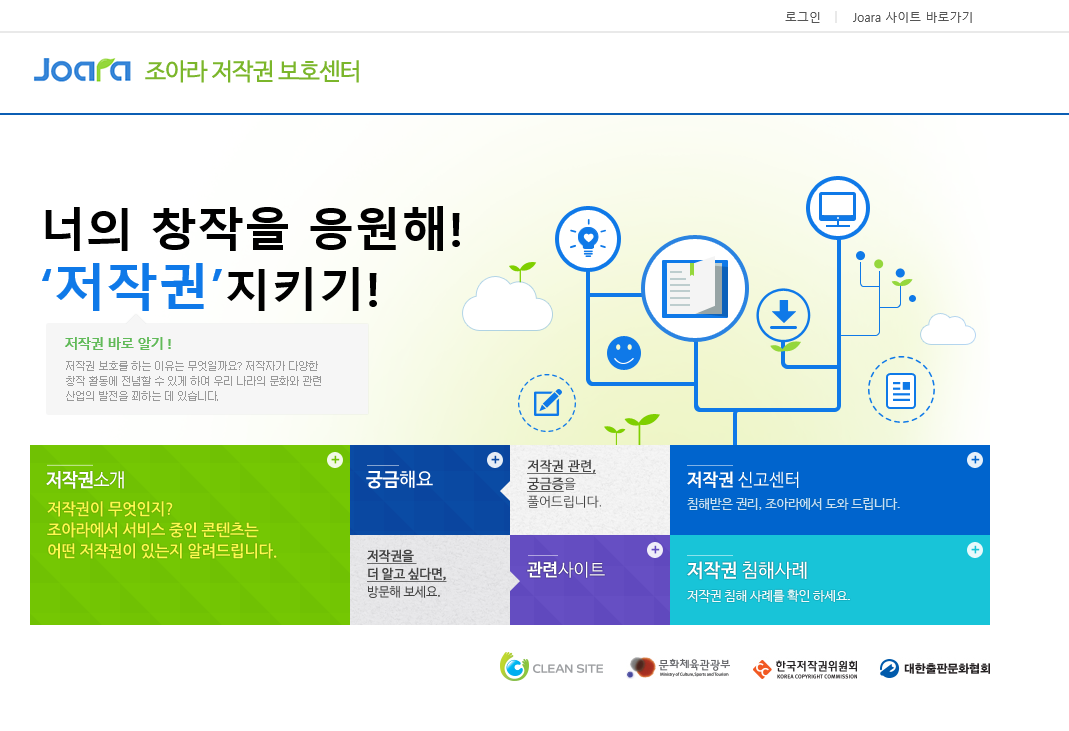 로그인 | Joara 사이트 바로가기
Joara 조아라 저작권 보호센터
너의 창작을 응원해!
‘저작권’지키기!
저작권 바로 알기 !
저작권 보호를 하는 이유는 무엇일까요? 저작자가 다양한
창작 활동에 전념할 수 있게 하여 우리 나라의 문화와 관련
산업의 발전을 꾀하는 데 있습니다.
저작권소개
저작권이 무엇인지?
조아라에서 서비스 중인 콘텐츠는
어떤 저작권이 있는지 알려드립니다.
궁금해요
저작권 관련,
궁금증을
풀어드립니다.
저작권 신고센터
침해받은 권리, 조아라에서 도와 드립니다.
저작권을
더 알고 싶다면,
방문해 보세요.
관련사이트
저작권 침해사례
저작권 침해 사례를 확인 하세요.
CLEAN SITE
문화체육관광부
Ministry of Culture, Sports and Tourism
한국저작권위원회
KOREA COPYRIGHT COMMISSION
대한출판문화협회